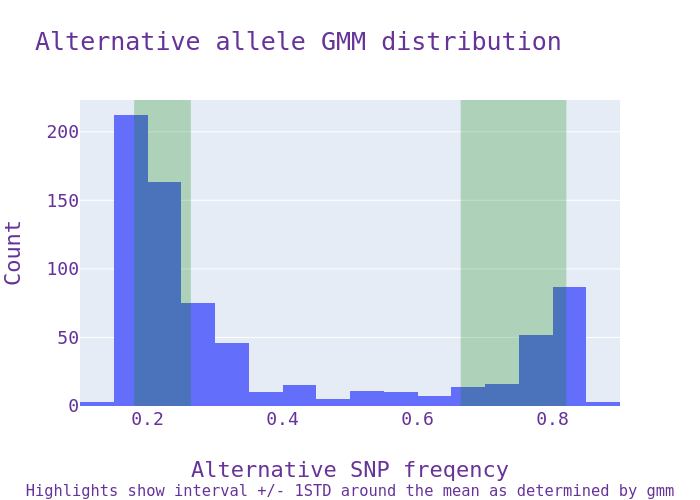 Alternative allele GMM distribution
Count
200
150
100
50
0
0.2 0.4 0.6 0.8
Alternative SNP freqency
Highlights show interval +/- 1STD around the mean as determined by gmm